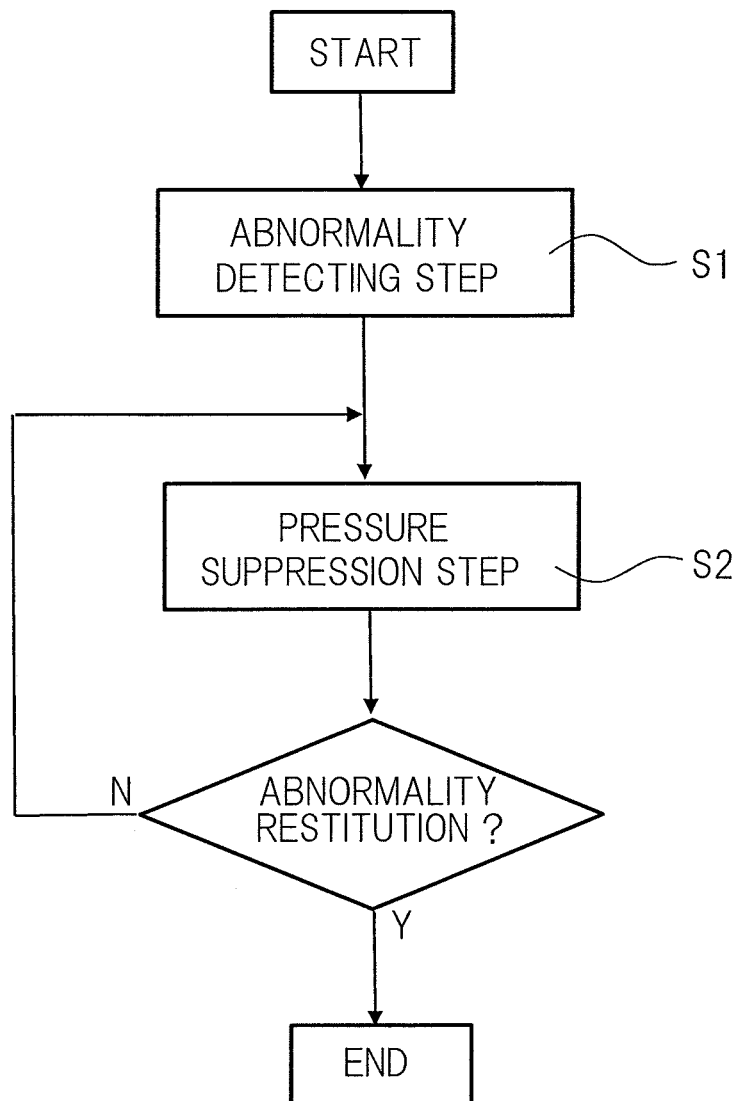 START
ABNORMALITY
DETECTING STEP
S1
PRESSURE
SUPPRESSION STEP
S2
N
ABNORMALITY
RESTITUTION ?
Y
END